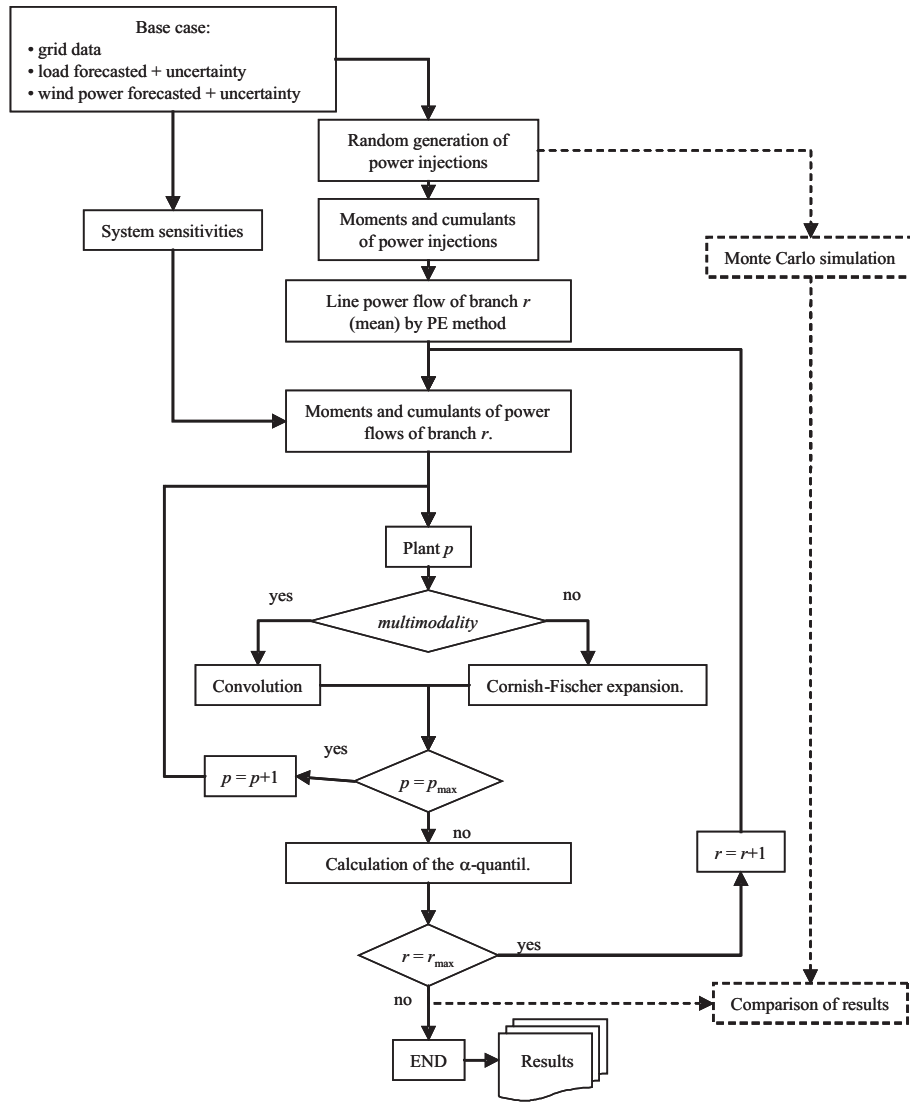 Base case:
• grid data
• load forecasted + uncertainty
• wind power forecasted + uncertainty
Random generation of
power injections
Moments and cumulants
of power injections
System sensitivities
Monte Carlo simulation
Line power flow of branch r
(mean) by PE method
Moments and cumulants of power
flows of branch r.
Plant p
yes
no
multimodality
Convolution
Cornish-Fischer expansion.
yes
p = p+1
p = pmax
no
r = r+1
Calculation of the α-quantil.
yes
r = rmax
no
Comparison of results
END
Results